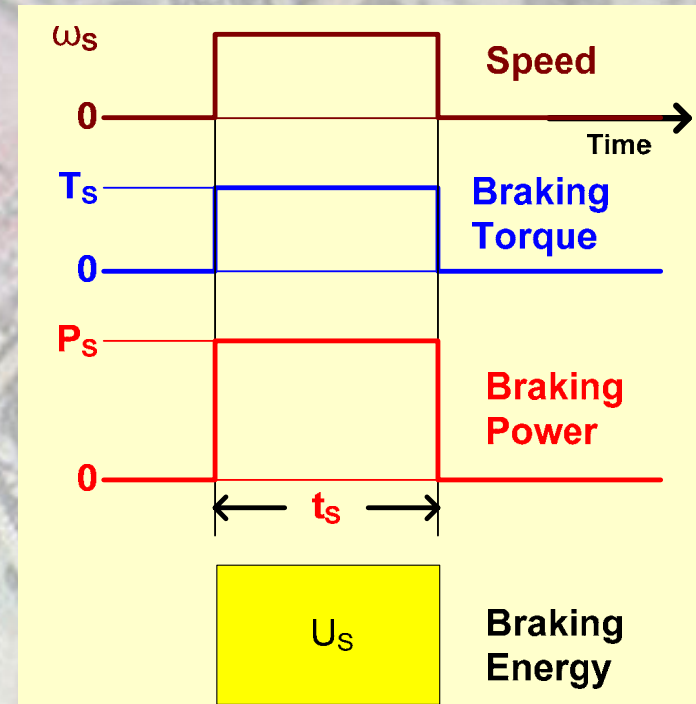 ωS
Speed
0
Time
TS
Braking
Torque
0
PS
Braking
Power
0
tS
US
Braking
Energy